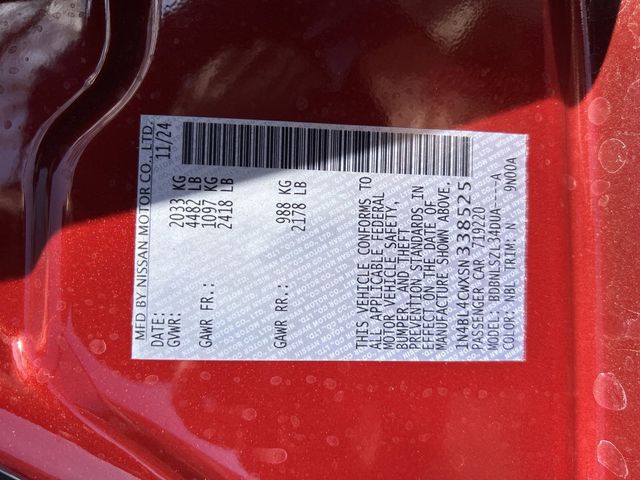 MFD BY NISSAN MOTOR CO., LTD.
DATE: 11/24
GVWR: 2033 KG
4482 LB
GAWR FR: 1097 KG
2418 LB
GAWR RR: 988 KG
2178 LB
THIS VEHICLE CONFORMS TO
ALL APPLICABLE FEDERAL
MOTOR VEHICLE SAFETY,
BUMPER, AND THEFT
PREVENTION STANDARDS IN
EFFECT ON THE DATE OF
MANUFACTURE SHOWN ABOVE.
1N4BL4CWXSN338525
PASSENGER CAR 719220
MODEL: BDBNLSZL34DUA----A
COLOR: NBL TRIM: N 9N00A